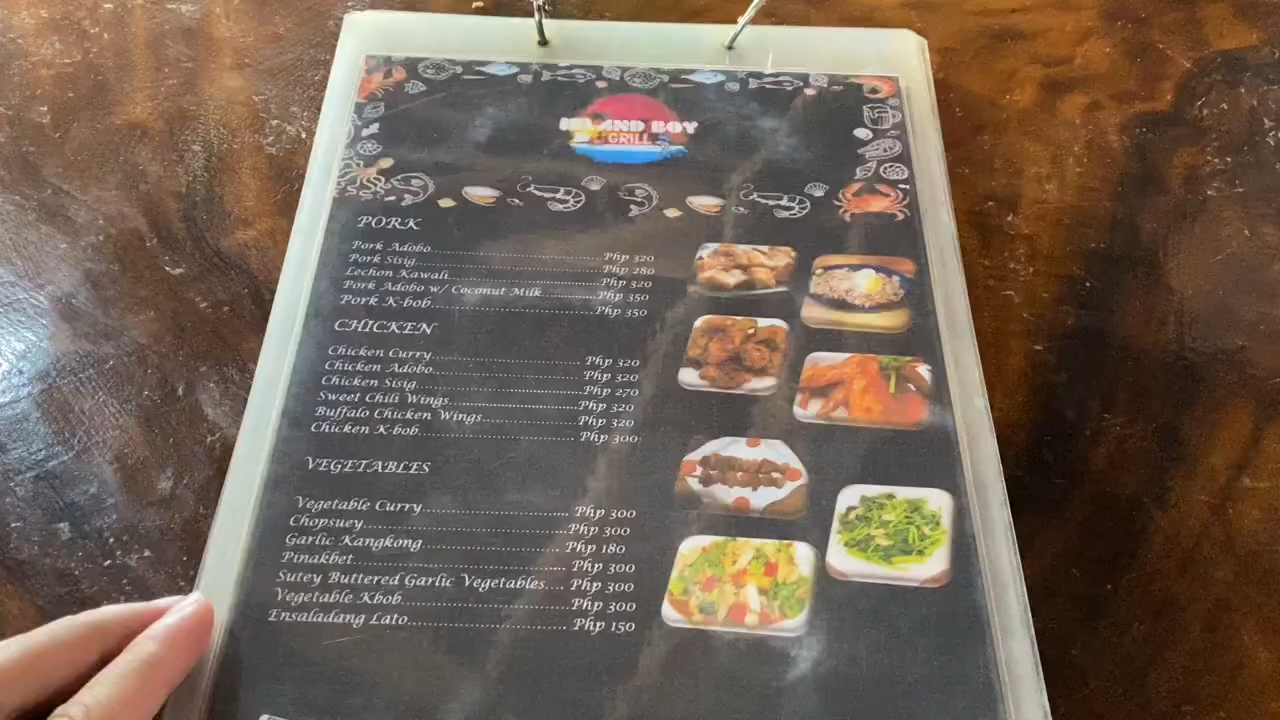 ISLAND BOY
GRILL
PORK
Pork Adobo........................................ Php 320
Pork Sisig............................................ Php 280
Lechon Kawali.................................... Php 320
Pork Adobo w/ Coconut Milk............... Php 350
Pork K-bob........................................ Php 350
CHICKEN
Chicken Curry................................... Php 320
Chicken Adobo................................... Php 320
Chicken Sisig..................................... Php 270
Sweet Chili Wings............................. Php 320
Buffalo Chicken Wings..................... Php 320
Chicken K-bob................................... Php 300
VEGETABLES
Vegetable Curry................................ Php 300
Chopsuey............................................ Php 300
Garlic Kangkong.............................. Php 180
Pinakbet............................................. Php 300
Sutey Buttered Garlic Vegetables.... Php 300
Vegetable Kbob.................................. Php 300
Ensaladang Lato................................ Php 150